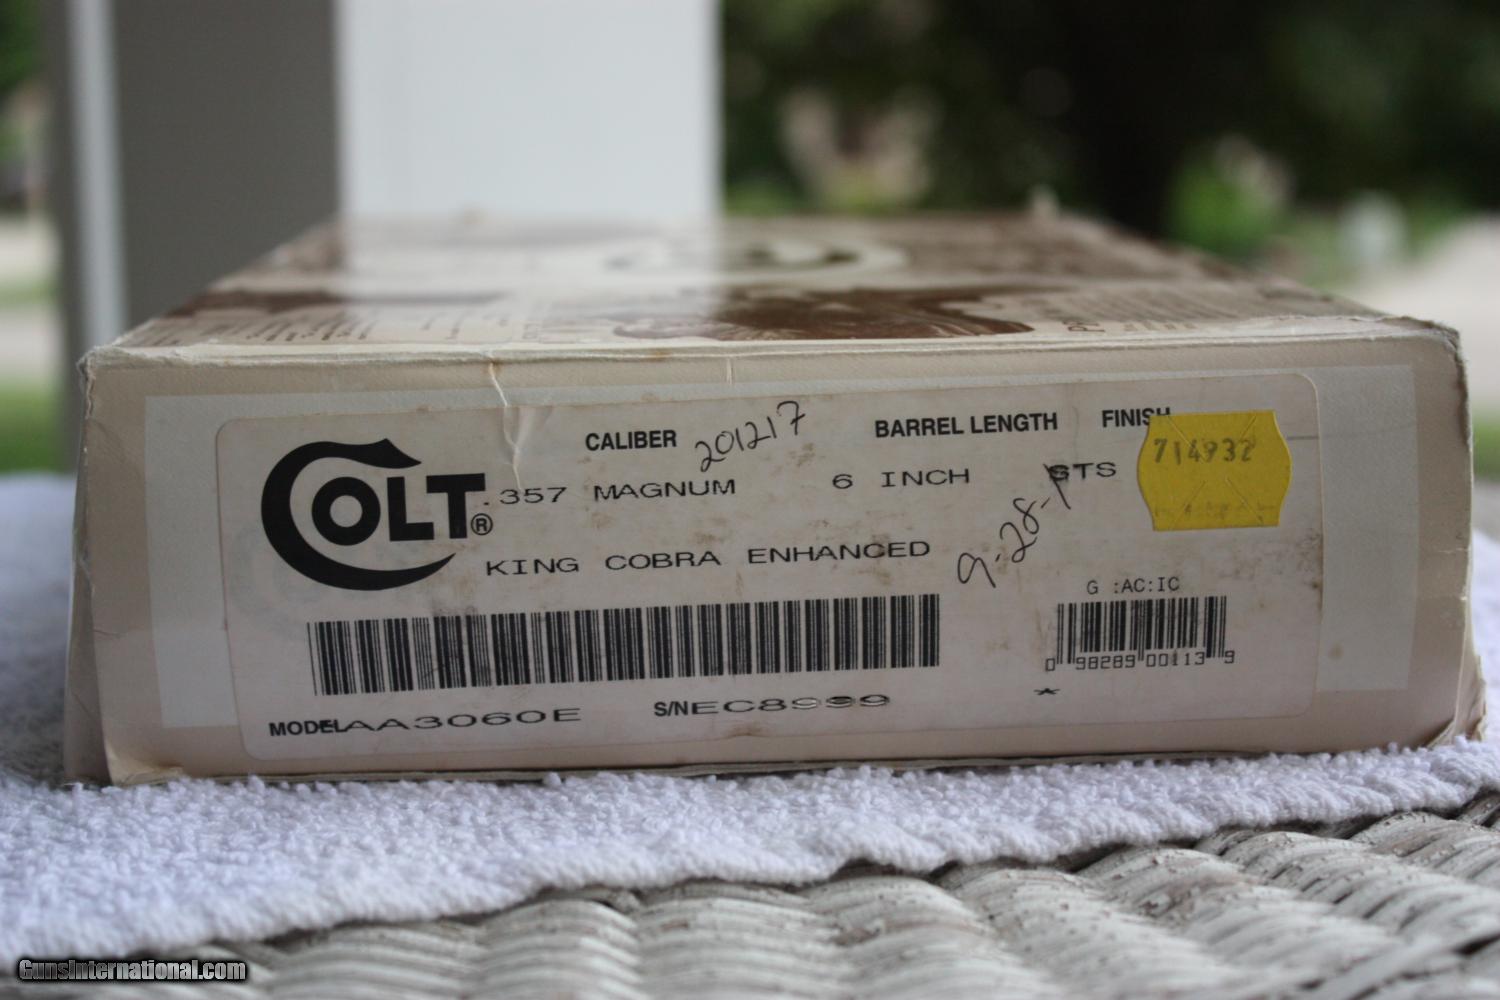 COLT®
CALIBER 201217 BARREL LENGTH FINISH
714932
.357 MAGNUM 6 INCH STS
KING COBRA ENHANCED
9-28-1
G :AC:IC
0 98289 00113 9
MODEL AA3060E S/N EC8999
*
GunsInternational.com